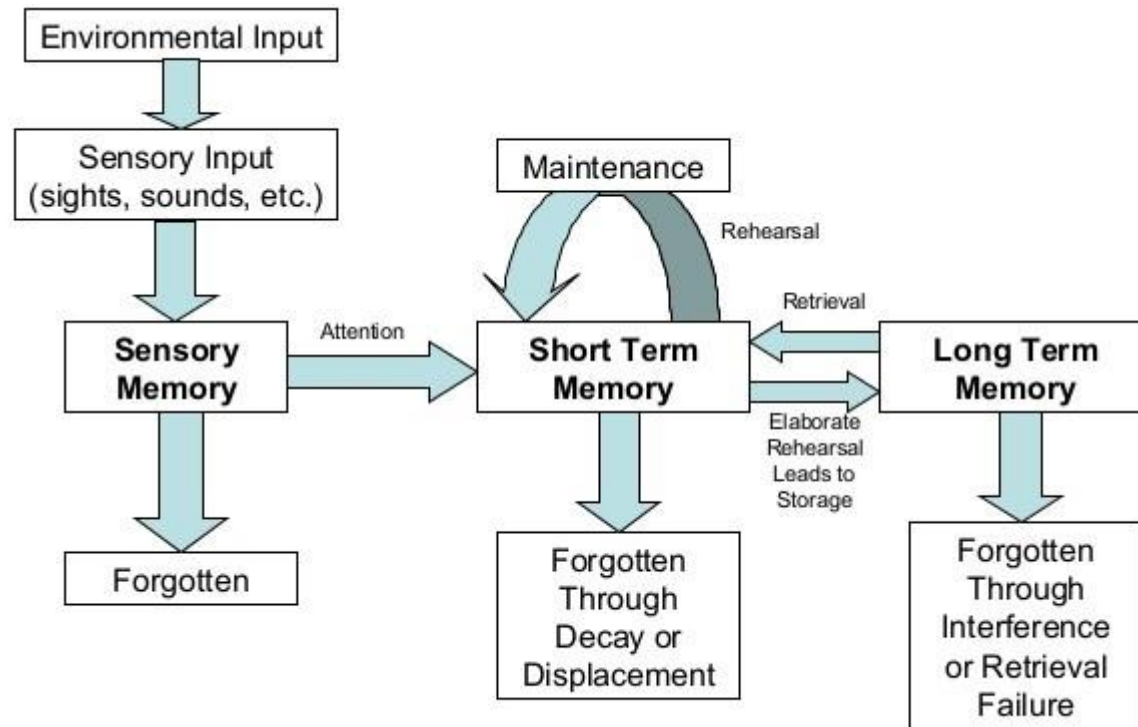 Environmental Input
Sensory Input
(sights, sounds, etc.)
Maintenance
Rehearsal
Sensory
Memory
Attention
Short Term
Memory
Retrieval
Elaborate
Rehearsal
Leads to
Storage
Long Term
Memory
Forgotten
Forgotten
Through
Decay or
Displacement
Forgotten
Through
Interference
or Retrieval
Failure